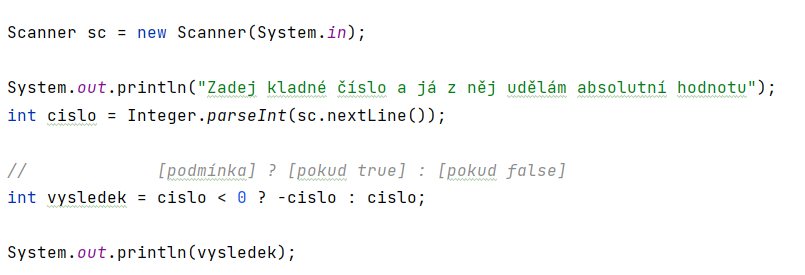 Scanner sc = new Scanner(System.in);
System.out.println("Zadej kladné číslo a já z něj udělám absolutní hodnotu");
int cislo = Integer.parseInt(sc.nextLine());
//             [podmínka] ? [pokud true] : [pokud false]
int vysledek = cislo < 0 ? -cislo : cislo;
System.out.println(vysledek);